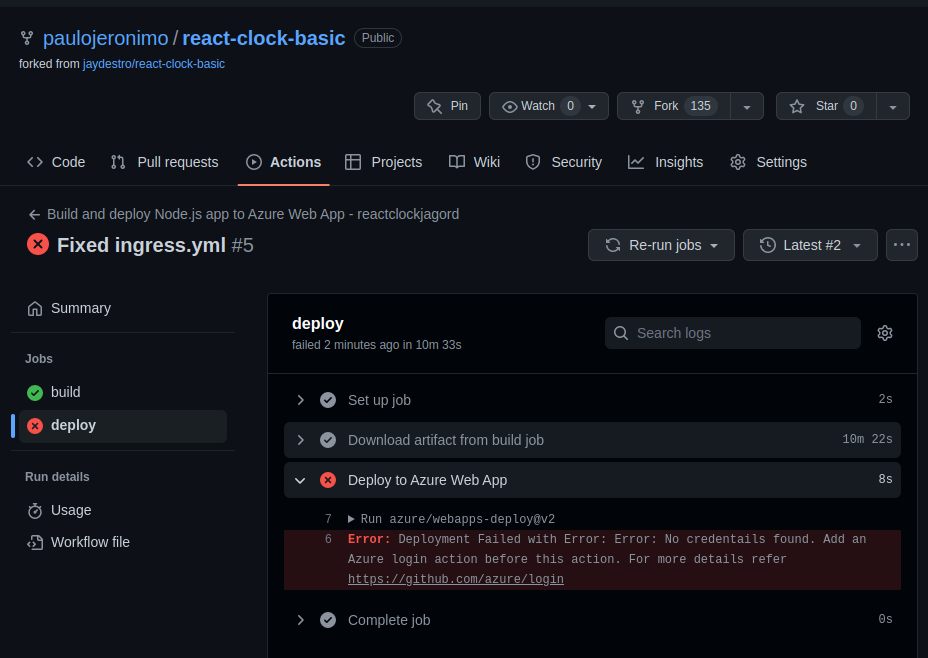 paulojeronimo / react-clock-basic Public
forked from jaydestro/react-clock-basic
Pin Watch 0 Fork 135 Star 0
Code Pull requests Actions Projects Wiki Security Insights Settings
Build and deploy Node.js app to Azure Web App - reactclockjagord
Fixed ingress.yml #5
Re-run jobs Latest #2 ...
Summary
Jobs
build
deploy
Run details
Usage
Workflow file
deploy
failed 2 minutes ago in 10m 33s
Search logs
Set up job 2s
Download artifact from build job 10m 22s
Deploy to Azure Web App 8s
7 Run azure/webapps-deploy@v2
6 Error: Deployment Failed with Error: Error: No credentails found. Add an
Azure login action before this action. For more details refer
https://github.com/azure/login
Complete job 0s